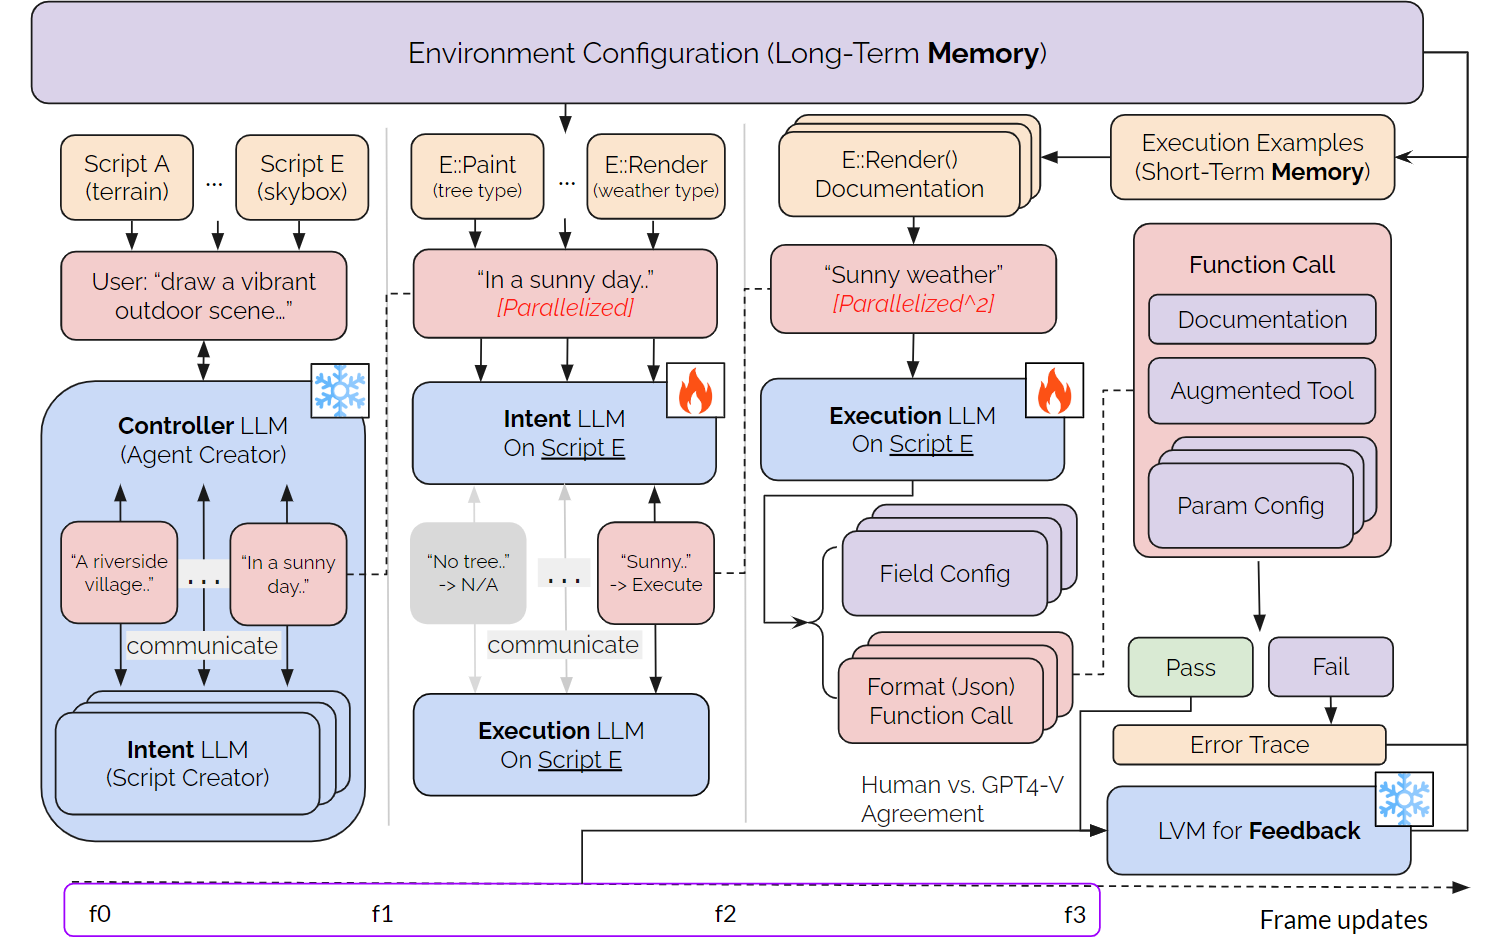 Environment Configuration (Long-Term Memory)
Script A
(terrain)
...
Script E
(skybox)
User: “draw a vibrant
outdoor scene…”
Controller LLM
(Agent Creator)
“A riverside
village..”
...
“In a sunny
day..”
communicate
Intent LLM
(Script Creator)
E::Paint
(tree type)
...
E::Render
(weather type)
“In a sunny day..”
[Parallelized]
Intent LLM
On Script E
“No tree..”
-> N/A
...
“Sunny..”
-> Execute
communicate
Execution LLM
On Script E
E::Render()
Documentation
“Sunny weather”
[Parallelized^2]
Execution LLM
On Script E
Field Config
Format (Json)
Function Call
Human vs. GPT4-V
Agreement
Execution Examples
(Short-Term Memory)
Function Call
Documentation
Augmented Tool
Param Config
Pass
Fail
Error Trace
LVM for Feedback
f0
f1
f2
f3
Frame updates